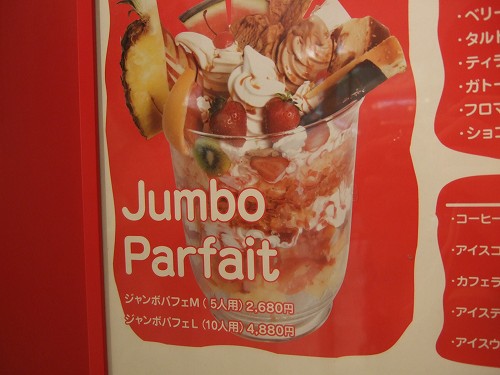 Jumbo
Parfait
ジャンボパフェM ( 5人用) 2,680円
ジャンボパフェL (10人用) 4,880円
・ベリー
・タルト
・ティラ
・ガトー
・フロマ
・ショコ
・コーヒー
・アイスコ
・カフェラ
・アイステ
・アイスウ